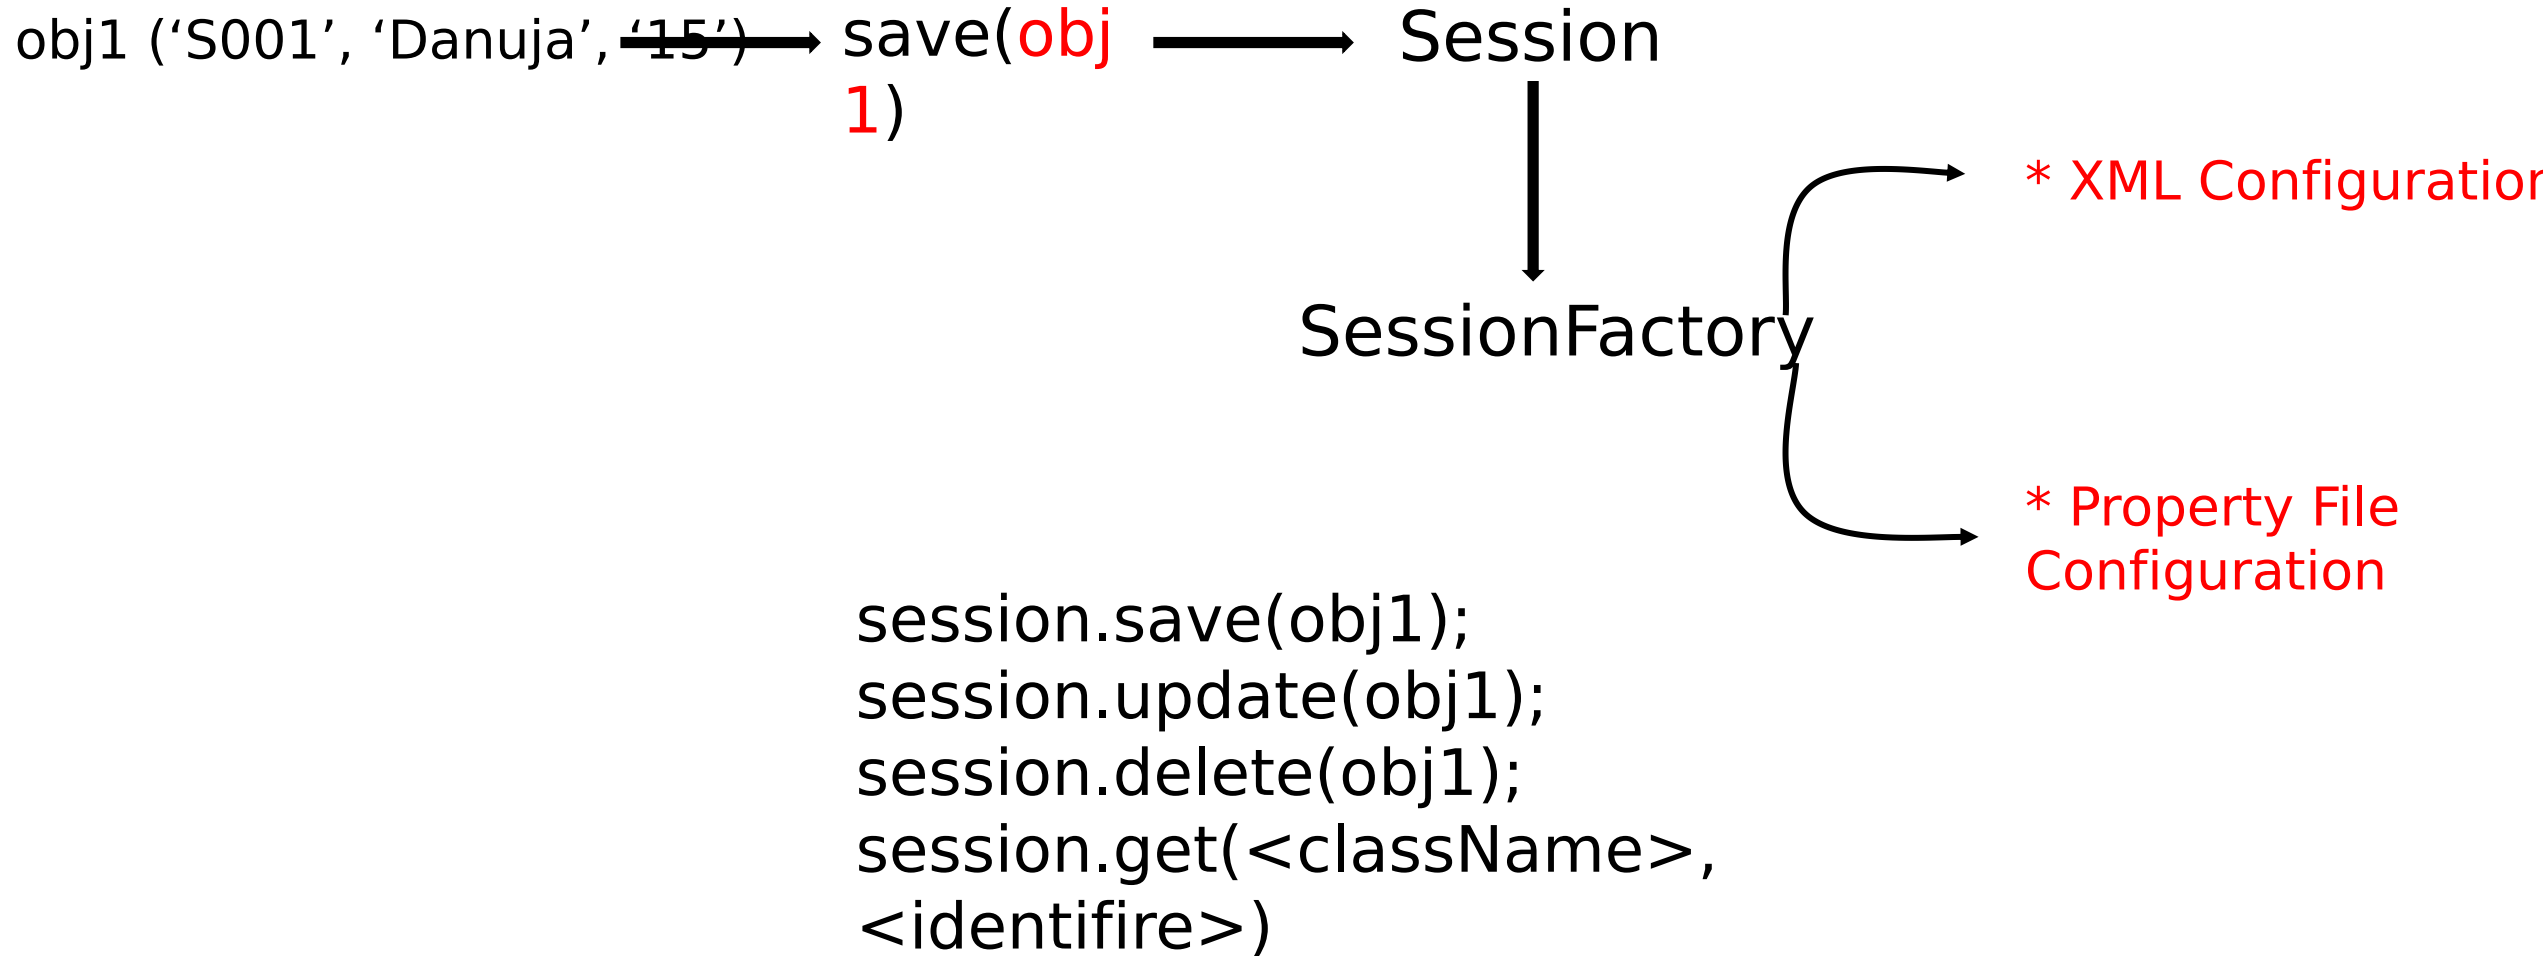 obj1 (‘S001’, ‘Danuja’, ‘15’)
save(obj
1)
Session
* XML Configuration
SessionFactory
* Property File
Configuration
session.save(obj1);
session.update(obj1);
session.delete(obj1);
session.get(<className>,
<identifire>)